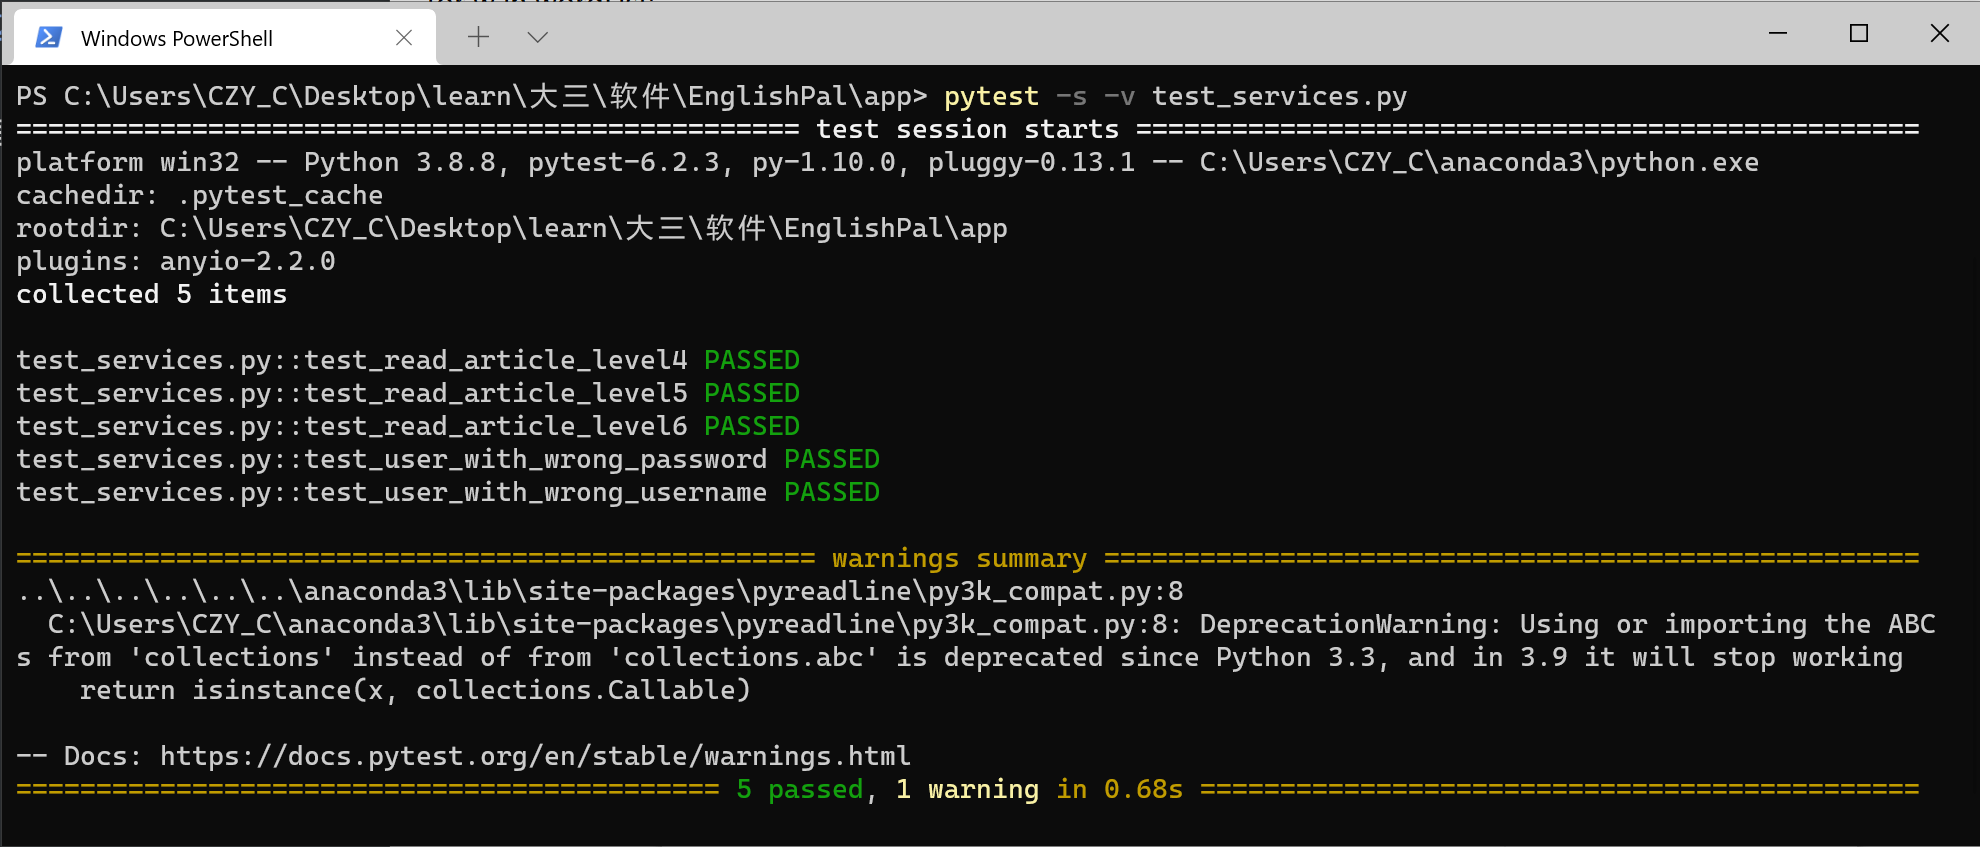 Windows PowerShell
PS C:\Users\CZY_C\Desktop\learn\大三\软件\EnglishPal\app> pytest -s -v test_services.py
================================================= test session starts =================================================
platform win32 -- Python 3.8.8, pytest-6.2.3, py-1.10.0, pluggy-0.13.1 -- C:\Users\CZY_C\anaconda3\python.exe
cachedir: .pytest_cache
rootdir: C:\Users\CZY_C\Desktop\learn\大三\软件\EnglishPal\app
plugins: anyio-2.2.0
collected 5 items
test_services.py::test_read_article_level4 PASSED
test_services.py::test_read_article_level5 PASSED
test_services.py::test_read_article_level6 PASSED
test_services.py::test_user_with_wrong_password PASSED
test_services.py::test_user_with_wrong_username PASSED
================================================== warnings summary ===================================================
..\..\..\..\..\..\anaconda3\lib\site-packages\pyreadline\py3k_compat.py:8
  C:\Users\CZY_C\anaconda3\lib\site-packages\pyreadline\py3k_compat.py:8: DeprecationWarning: Using or importing the ABC
s from 'collections' instead of from 'collections.abc' is deprecated since Python 3.3, and in 3.9 it will stop working
    return isinstance(x, collections.Callable)
-- Docs: https://docs.pytest.org/en/stable/warnings.html
============================================ 5 passed, 1 warning in 0.68s =============================================